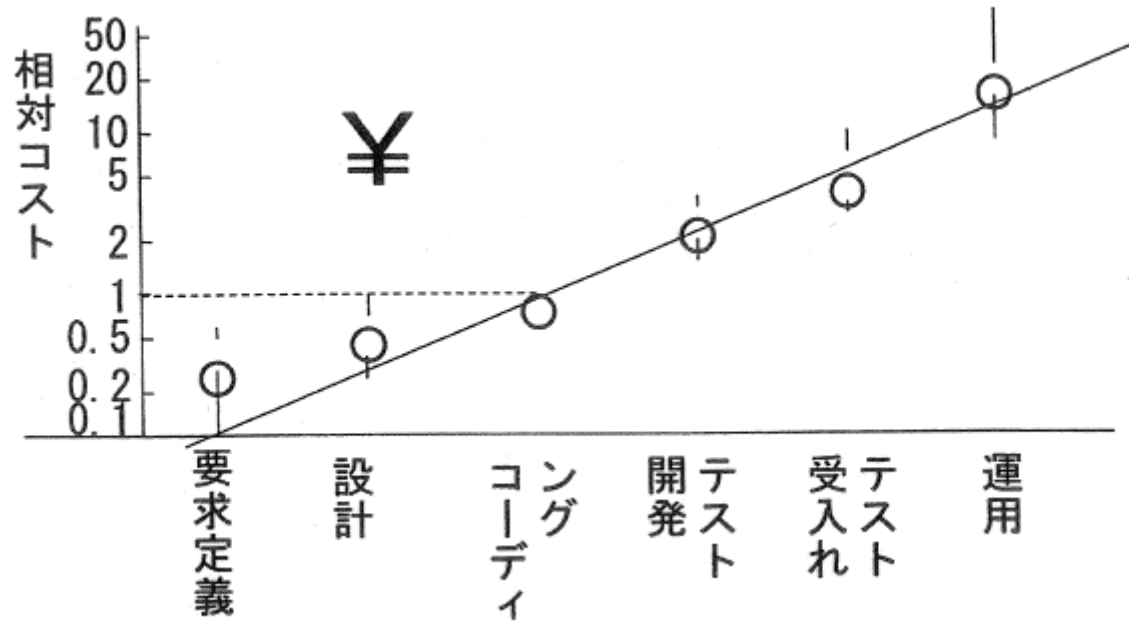 相対コスト
50
20
10
5
2
1
0.5
0.2
0.1
¥
要求定義
設計
コーディ
ング
開発
テスト
受入れ
テスト
運用